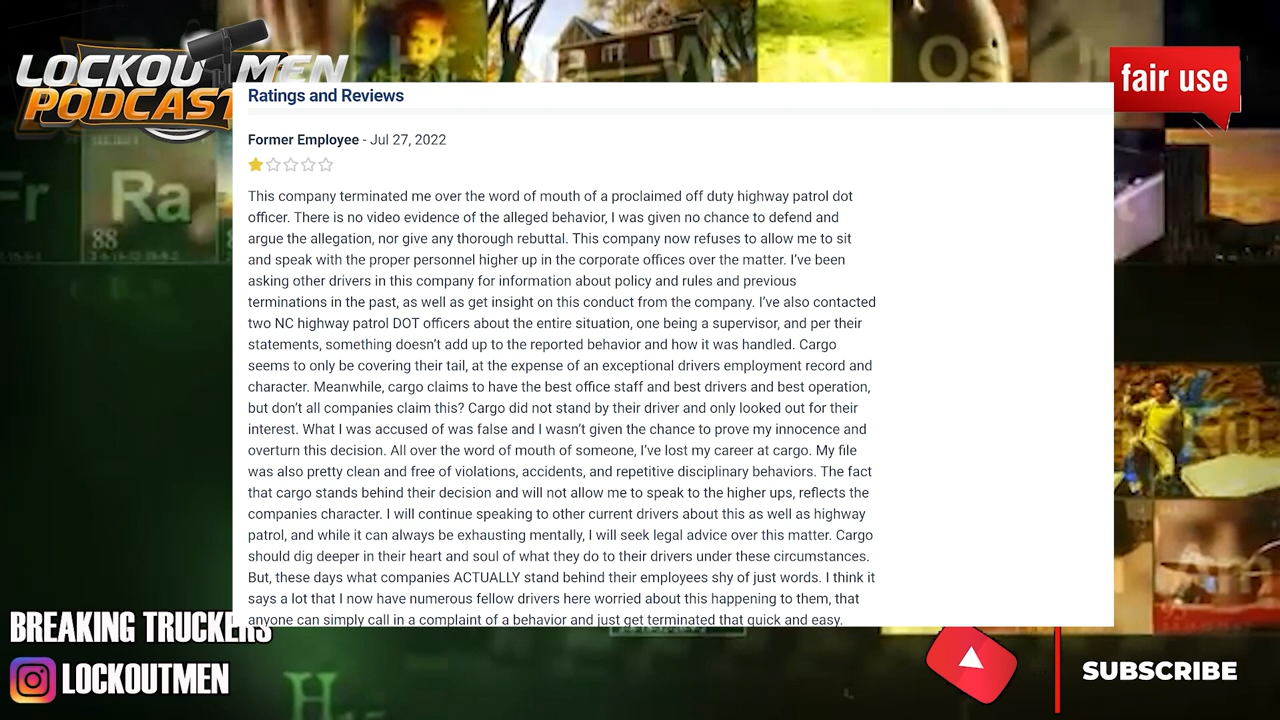 LOCKOU MEN
PODCAST
fair use
Ratings and Reviews
Former Employee - Jul 27, 2022
This company terminated me over the word of mouth of a proclaimed off duty highway patrol dot
officer. There is no video evidence of the alleged behavior, I was given no chance to defend and
argue the allegation, nor give any thorough rebuttal. This company now refuses to allow me to sit
and speak with the proper personnel higher up in the corporate offices over the matter. I've been
asking other drivers in this company for information about policy and rules and previous
terminations in the past, as well as get insight on this conduct from the company. I've also contacted
two NC highway patrol DOT officers about the entire situation, one being a supervisor, and per their
statements, something doesn't add up to the reported behavior and how it was handled. Cargo
seems to only be covering their tail, at the expense of an exceptional drivers employment record and
character. Meanwhile, cargo claims to have the best office staff and best drivers and best operation,
but don't all companies claim this? Cargo did not stand by their driver and only looked out for their
interest. What I was accused of was false and I wasn't given the chance to prove my innocence and
overturn this decision. All over the word of mouth of someone, I've lost my career at cargo. My file
was also pretty clean and free of violations, accidents, and repetitive disciplinary behaviors. The fact
that cargo stands behind their decision and will not allow me to speak to the higher ups, reflects the
companies character. I will continue speaking to other current drivers about this as well as highway
patrol, and while it can always be exhausting mentally, I will seek legal advice over this matter. Cargo
should dig deeper in their heart and soul of what they do to their drivers under these circumstances.
But, these days what companies ACTUALLY stand behind their employees shy of just words. I think it
says a lot that I now have numerous fellow drivers here worried about this happening to them, that
anyone can simply call in a complaint of a behavior and just get terminated that quick and easy.
Fr
Ra
88
Os
H
BREAKING TRUCKERS
LOCKOUTMEN
SUBSCRIBE